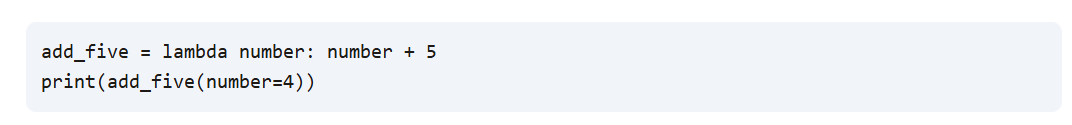 add_five = lambda number: number + 5
print(add_five(number=4))